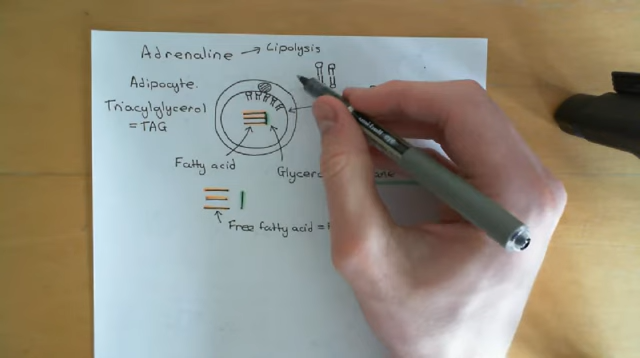 Adrenaline → Lipolysis
Adipocyte.
Triacylglycerol
= TAG
Fatty acid
Free fatty acid =